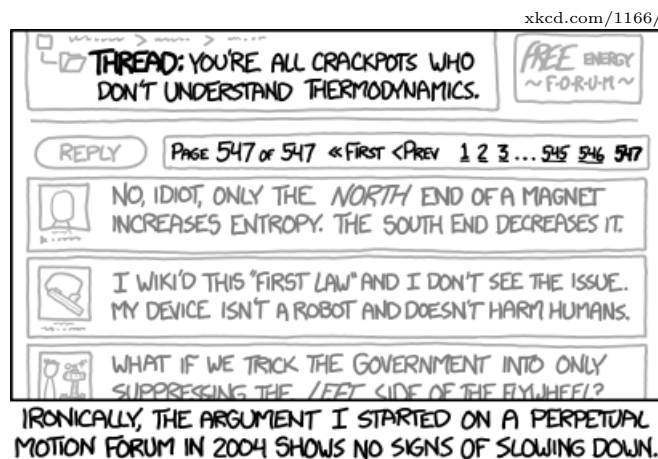 xkcd.com/1166/
THREAD: YOU'RE ALL CRACKPOTS WHO
DON'T UNDERSTAND THERMODYNAMICS.
FREE ENERGY
~F-O-R-U-M~
REPLY
PAGE 547 OF 547 «FIRST <PREV 1 2 3 ... 545 546 547
NO, IDIOT, ONLY THE NORTH END OF A MAGNET
INCREASES ENTROPY. THE SOUTH END DECREASES IT.
I WIKI'D THIS "FIRST LAW" AND I DON'T SEE THE ISSUE.
MY DEVICE ISN'T A ROBOT AND DOESN'T HARM HUMANS.
WHAT IF WE TRICK THE GOVERNMENT INTO ONLY
SUPPRESSING THE LEFT SIDE OF THE FLYWHEEL?
IRONICALLY, THE ARGUMENT I STARTED ON A PERPETUAL
MOTION FORUM IN 2004 SHOWS NO SIGNS OF SLOWING DOWN.